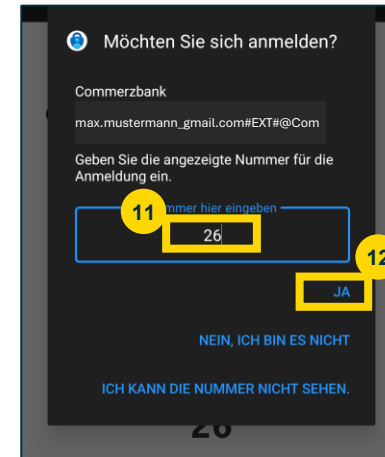 Möchten Sie sich anmelden?
Commerzbank
max.mustermann_gmail.com#EXT#@Com
Geben Sie die angezeigte Nummer für die
Anmeldung ein.
11
mmer hier eingeben
26
12
JA
NEIN, ICH BIN ES NICHT
ICH KANN DIE NUMMER NICHT SEHEN.
26